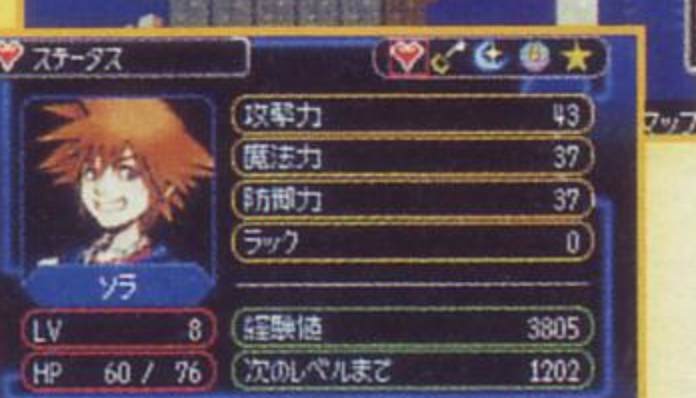 ステータス
攻撃力 43
魔法力 37
防御力 37
ラック 0
マップ
ソラ
LV 8
HP 60 / 76
経験値 3805
次のレベルまで 1202